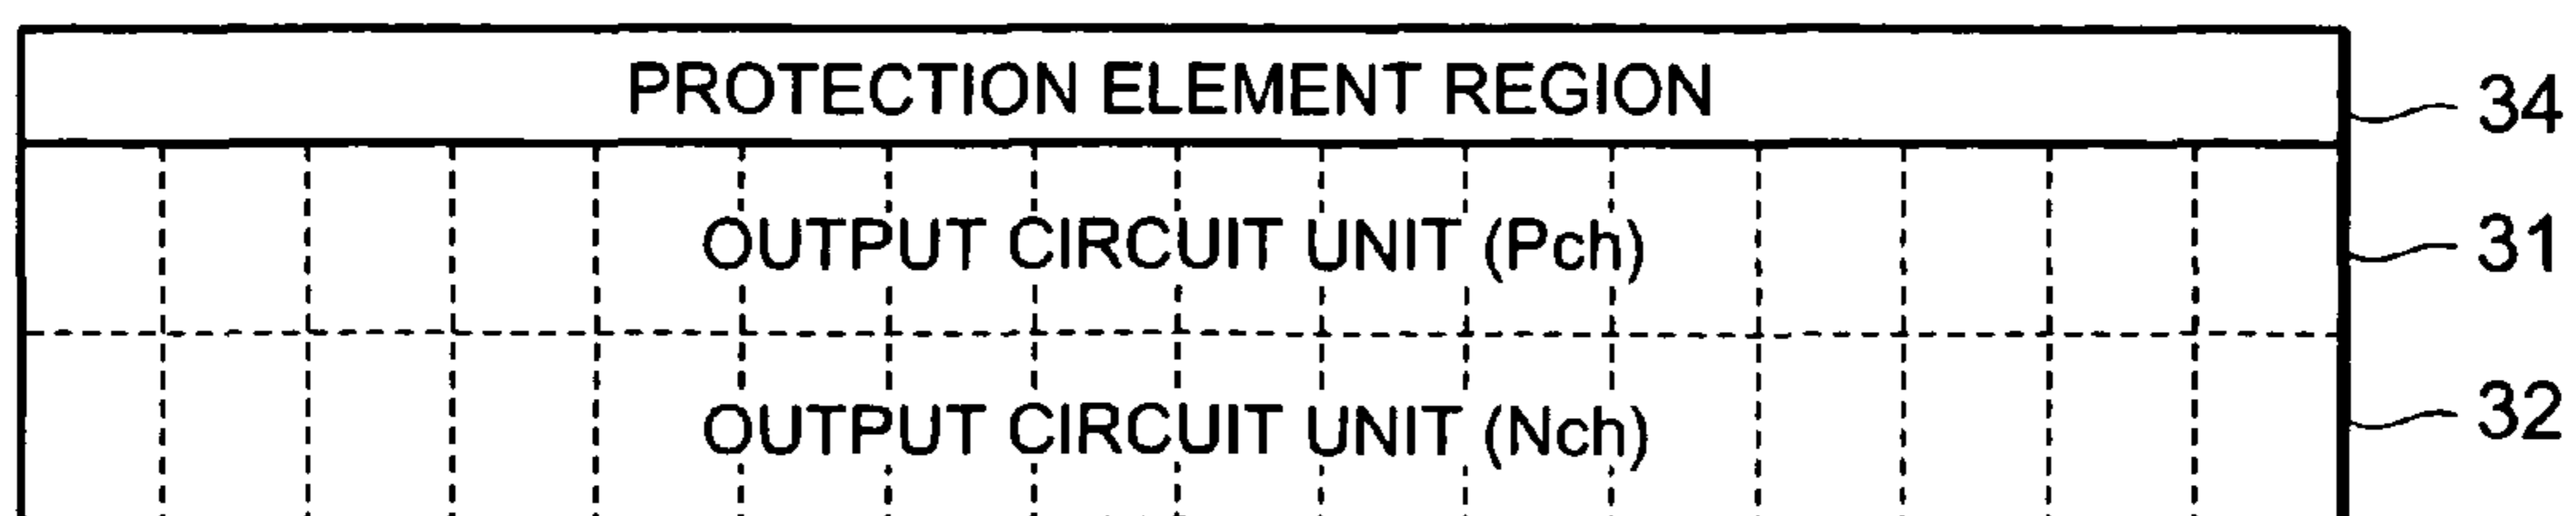 PROTECTION ELEMENT REGION 34
OUTPUT CIRCUIT UNIT (Pch) 31
OUTPUT CIRCUIT UNIT (Nch) 32